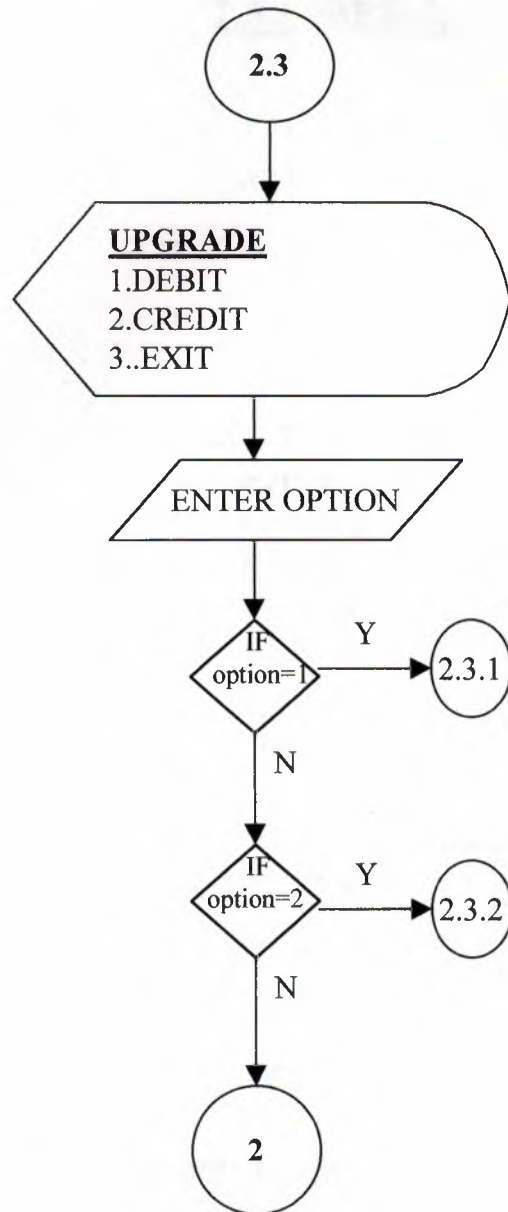 2.3
UPGRADE
1.DEBIT
2.CREDIT
3..EXIT
ENTER OPTION
IF
option=1
Y
2.3.1
N
IF
option=2
Y
2.3.2
N
2